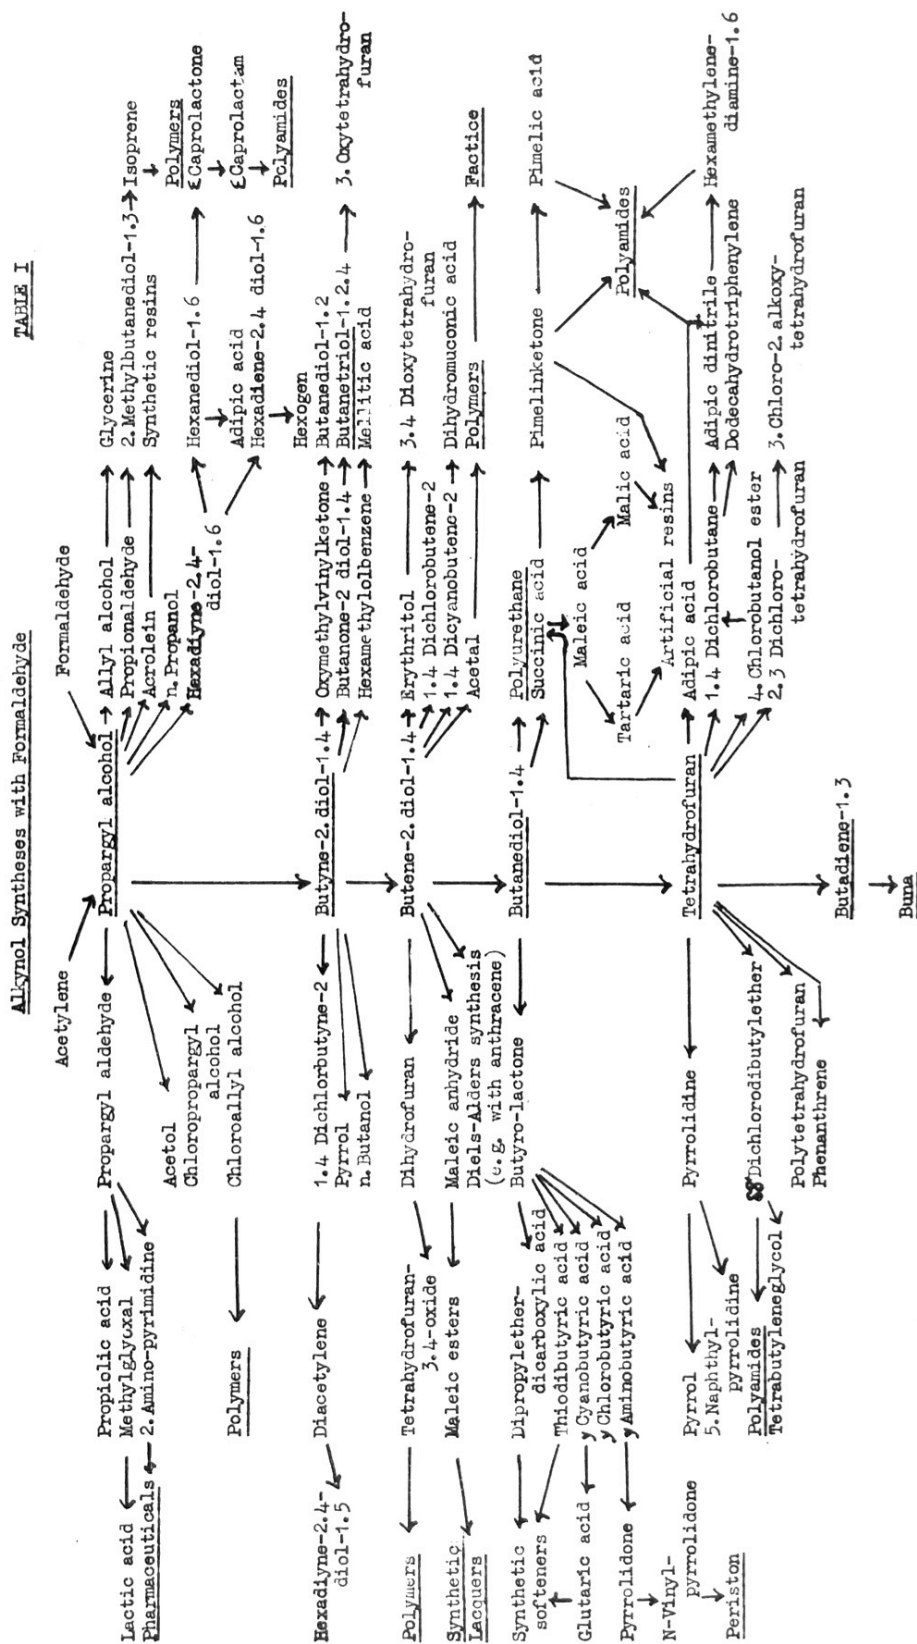 TABLE I
Alkynol Syntheses with Formaldehyde
Acetylene
Formaldehyde
Lactic acid
Pharmaceuticals
Propiolic acid
Methylglyoxal
2. Amino-pyrimidine
Propargyl aldehyde
Propargyl alcohol
Allyl alcohol
Propionaldehyde
Acrolein
n. Propanol
Hexadiyne-2.4-
diol-1.6
Glycerine
2. Methylbutanediol-1.3
Isoprene
Synthetic resins
Polymers
Acetol
Chloropropargyl
alcohol
Chloroallyl alcohol
Polymers
Hexanediol-1.6
εCaprolactone
Adipic acid
εCaprolactam
Hexadiene-2.4 diol-1.6
Polyamides
Hexogen
Hexadiyne-2.4-
diol-1.5
Diacetylene
1.4 Dichlorbutyne-2
Pyrrol
n. Butanol
Butyne-2.diol-1.4
Oxymethylvinylketone
Butanone-2 diol-1.4
Hexamethylolbenzene
Butanediol-1.2
Butanetriol-1.2.4
Mellitic acid
3. Oxytetrahydro-
furan
Polymers
Tetrahydrofuran-
3.4-oxide
Dihydrofuran
Butene-2.diol-1.4
Erythritol
1.4 Dichlorobutene-2
1.4 Dicyanobutene-2
Acetal
3.4 Dioxytetrahydro-
furan
Dihydromuconic acid
Polymers
Factice
Synthetic
Lacquers
Maleic esters
Maleic anhydride
Diels-Alders synthesis
(e.g. with anthracene)
Synthetic
softeners
Dipropylether-
dicarboxylic acid
Thiodibutyric acid
Butyro-lactone
Butanediol-1.4
Polyurethane
Succinic acid
Pimelinketone
Pimelic acid
Glutaric acid
γ Cyanobutyric acid
γ Chlorobutyric acid
Pyrrolidone
γ Aminobutyric acid
N-Vinyl-
pyrrolidone
Periston
Maleic acid
Tartaric acid
Malic acid
Artificial resins
Polyamides
Pyrrol
5. Naphthyl-
pyrrolidine
Pyrrolidine
Tetrahydrofuran
Adipic acid
1.4 Dichlorobutane
4. Chlorobutanol ester
2.3 Dichloro-
tetrahydrofuran
Adipic dinitrile
Dodecahydrotriphenylene
Hexamethylene-
diamine-1.6
3. Chloro-2. alkoxy-
tetrahydrofuran
Polyamides
Tetrabutyleneglycol
Dichlorodibutylether
Polytetrahydrofuran
Phenanthrene
Butadiene-1.3
Buna